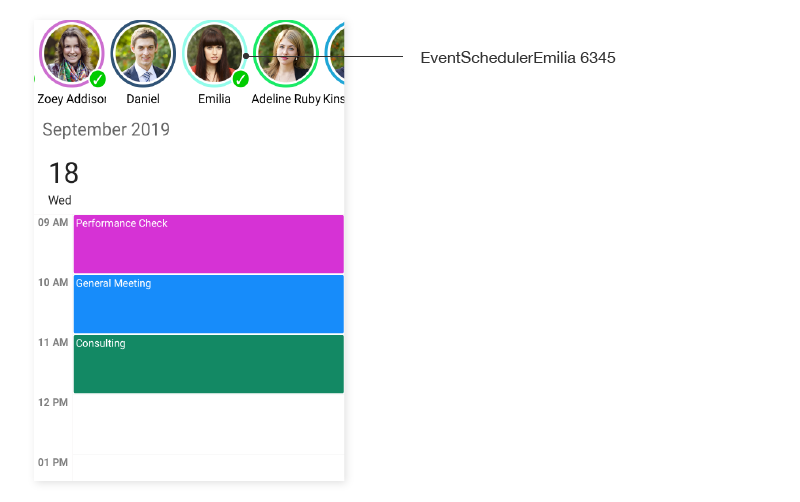 EventSchedulerEmilia 6345
Zoey Addisor
Daniel
Emilia
Adeline Ruby
Kins
September 2019
18
Wed
09 AM
Performance Check
10 AM
General Meeting
11 AM
Consulting
12 PM
01 PM